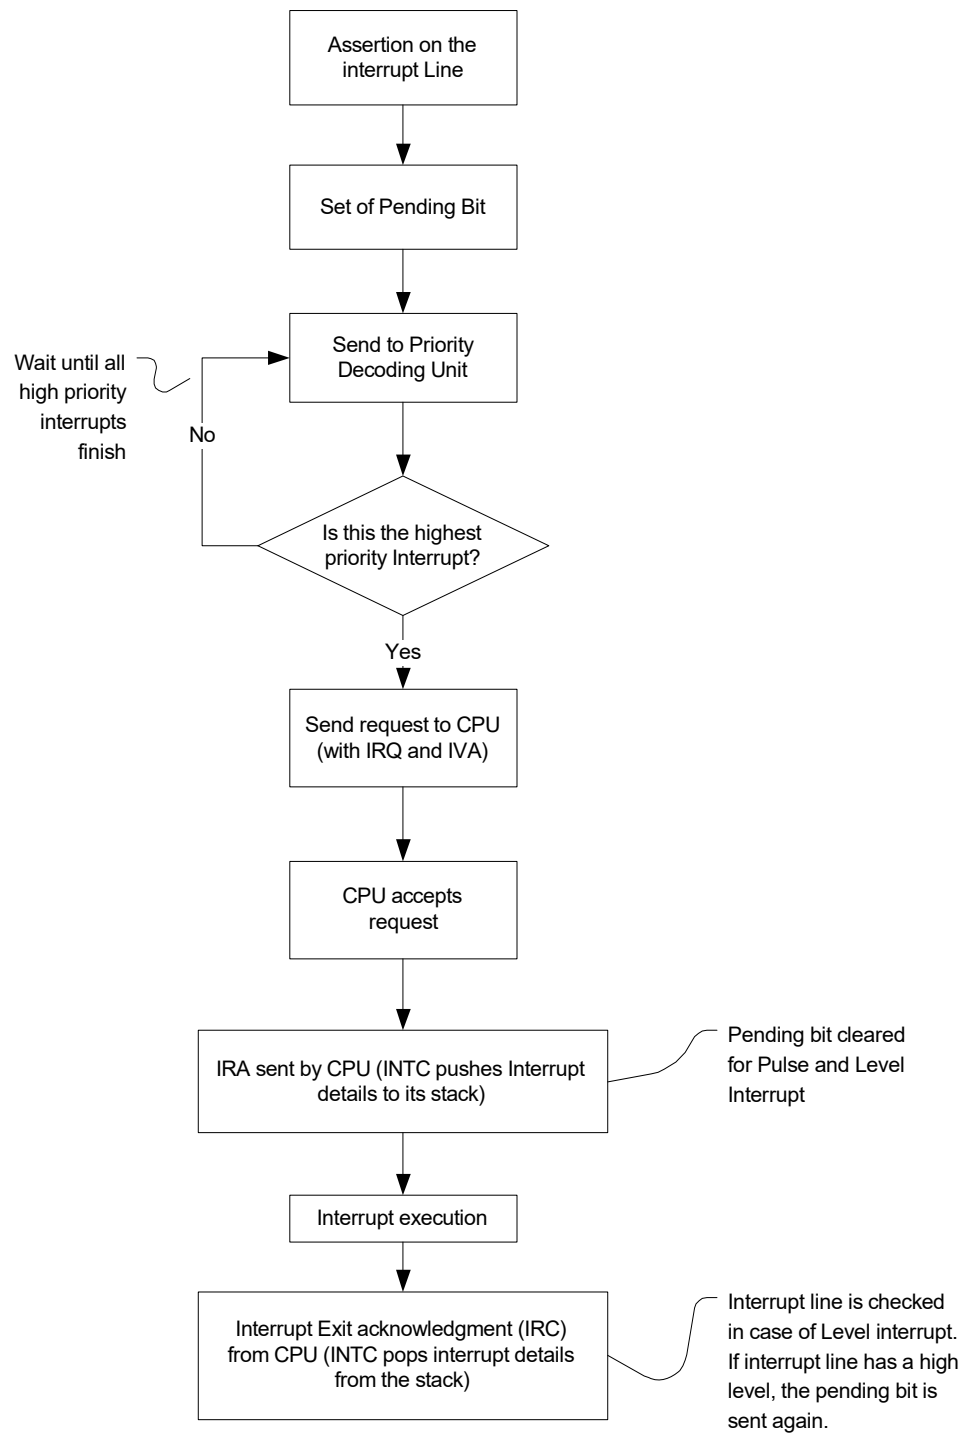 Assertion on the
interrupt Line
Set of Pending Bit
Send to Priority
Decoding Unit
Wait until all
high priority
interrupts
finish
No
Is this the highest
priority Interrupt?
Yes
Send request to CPU
(with IRQ and IVA)
CPU accepts
request
IRA sent by CPU (INTC pushes Interrupt
details to its stack)
Pending bit cleared
for Pulse and Level
Interrupt
Interrupt execution
Interrupt Exit acknowledgment (IRC)
from CPU (INTC pops interrupt details
from the stack)
Interrupt line is checked
in case of Level interrupt.
If interrupt line has a high
level, the pending bit is
sent again.